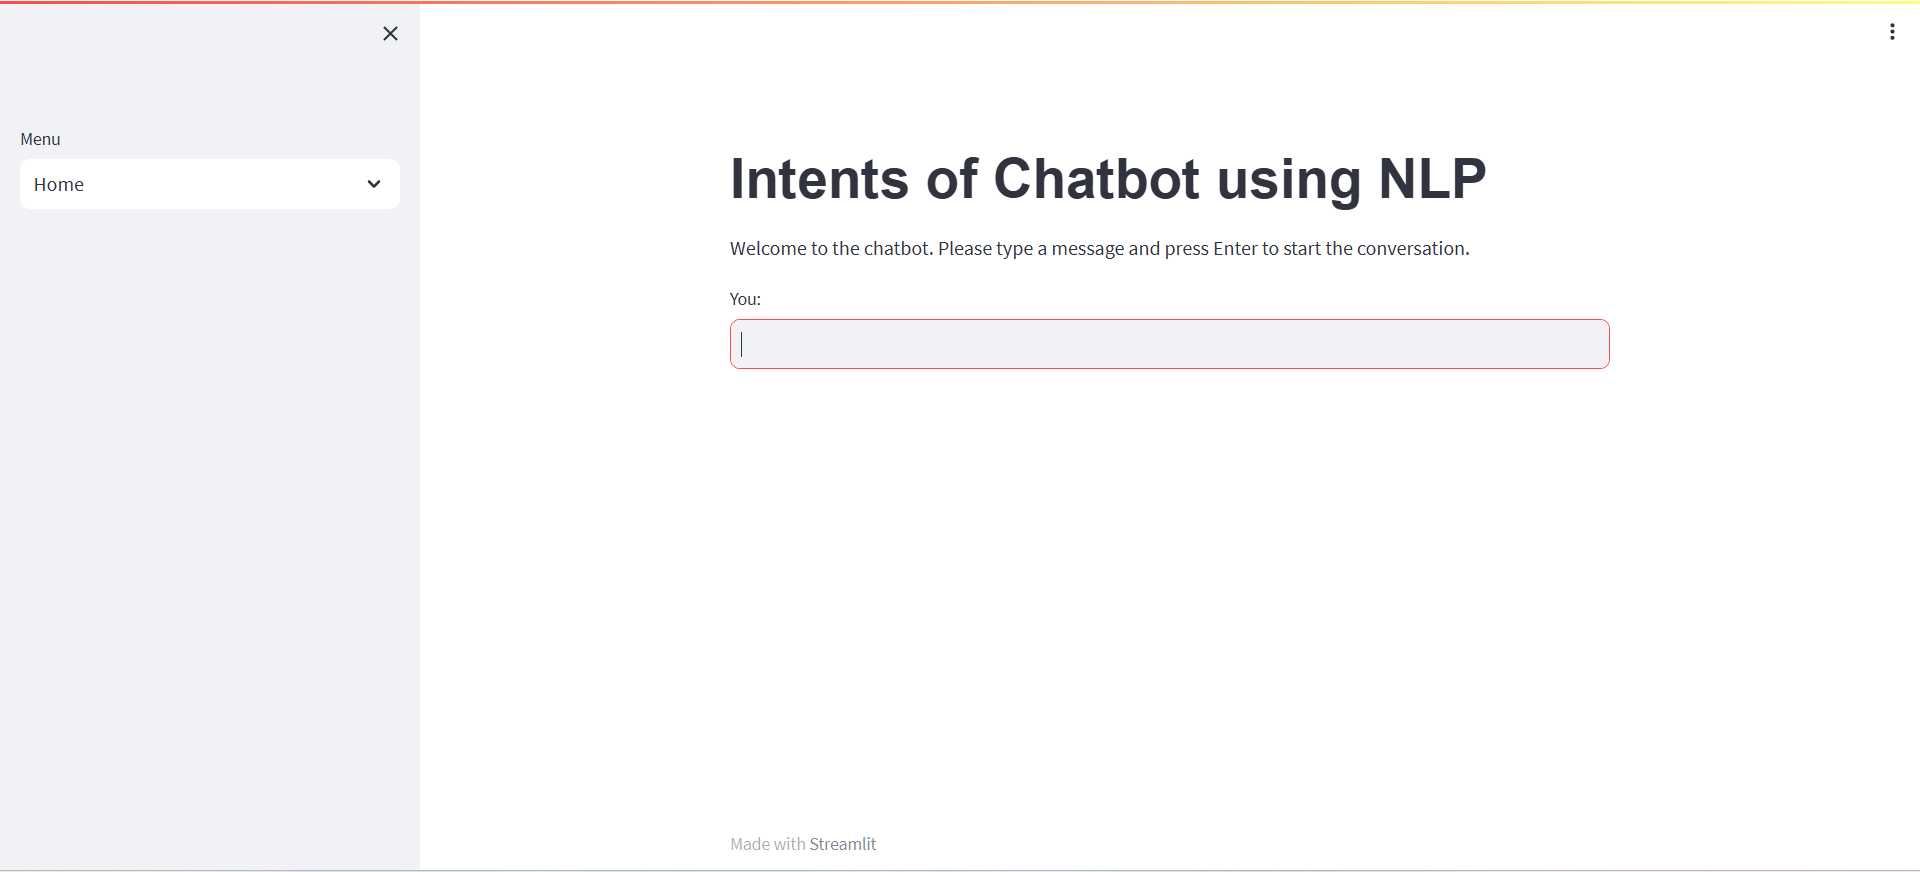 Menu
Home
Intents of Chatbot using NLP
Welcome to the chatbot. Please type a message and press Enter to start the conversation.
You:
Made with Streamlit